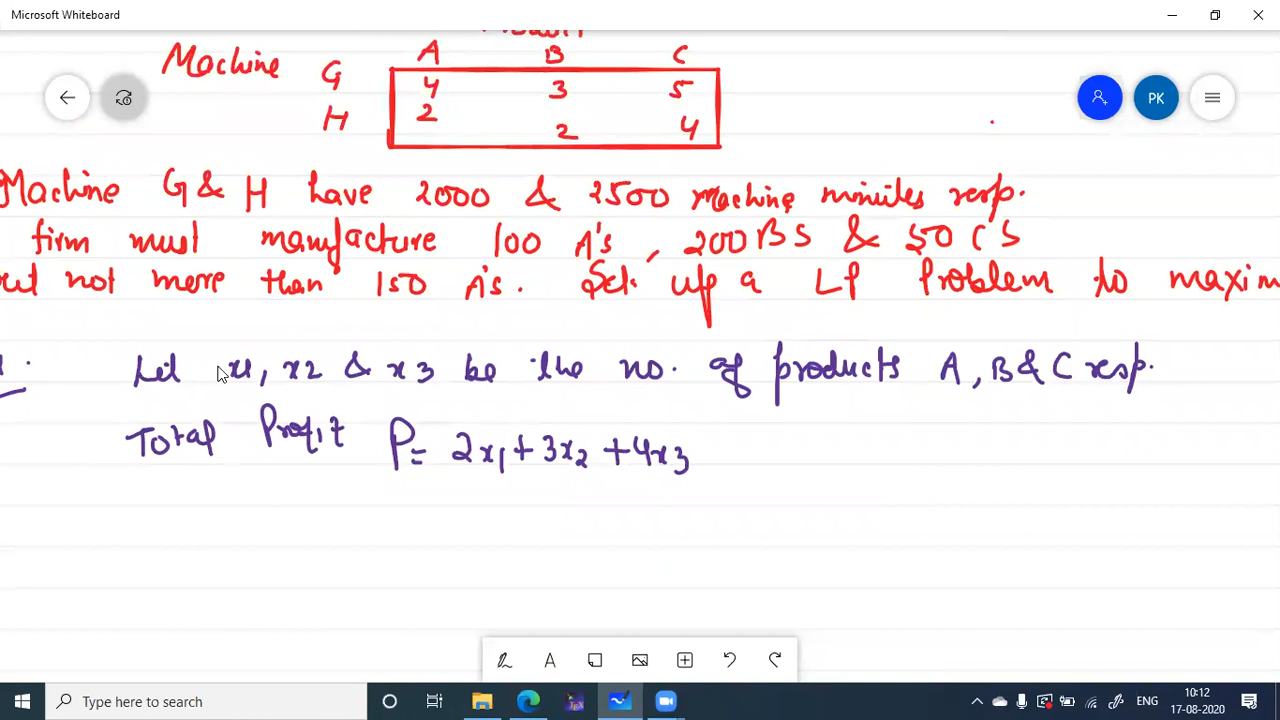 Microsoft Whiteboard
A B C
Machine G 4 3 5
H 2 2 4
PK
Machine G & H have 2000 & 2500 machine minutes resp.
firm must manufacture 100 A's, 200 BS & 50 CS
but not more than 150 A's. Set up a LP Problem to maxim
Let x1, x2 & x3 be the no. of products A, B & C resp.
Total Profit P = 2x1 + 3x2 + 4x3
A
Type here to search
ENG
10:12
17-08-2020